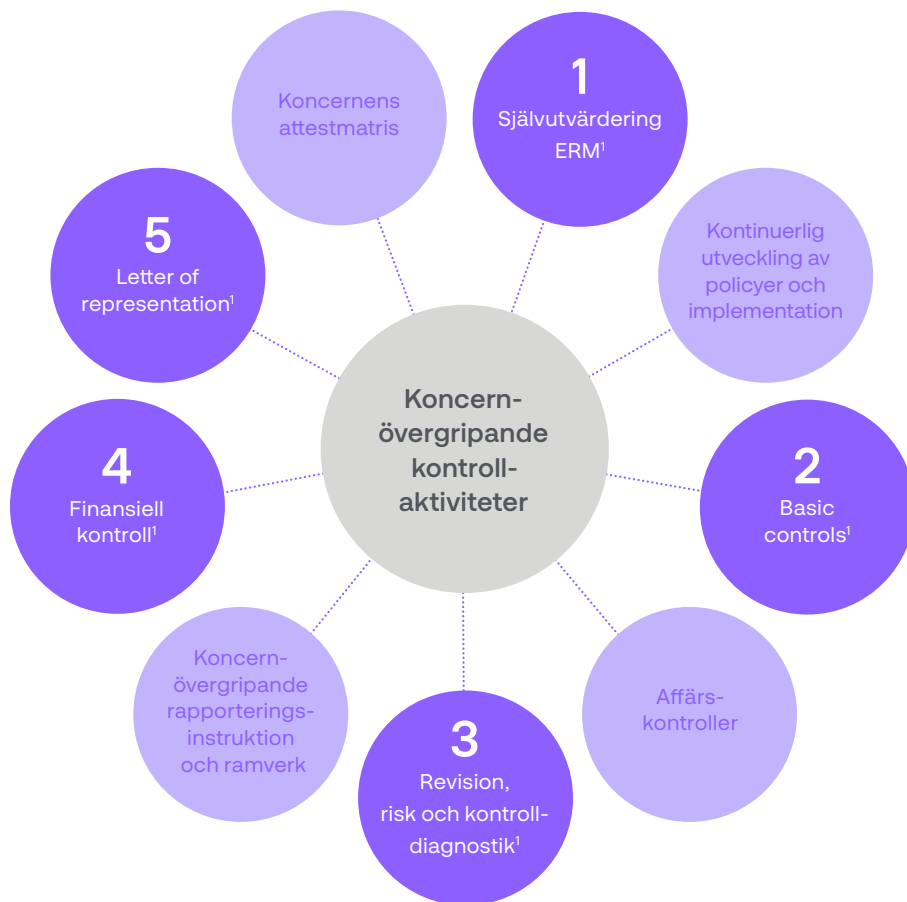 Koncernens
attestmatris
1
Självutvärdering
ERM¹
Kontinuerlig
utveckling av
policyer och
implementation
5
Letter of
representation¹
Koncern-
övergripande
kontroll-
aktiviteter
2
Basic
controls¹
4
Finansiell
kontroll¹
Koncern-
övergripande
rapporterings-
instruktion
och ramverk
Affärs-
kontroller
3
Revision,
risk och kontroll-
diagnostik¹